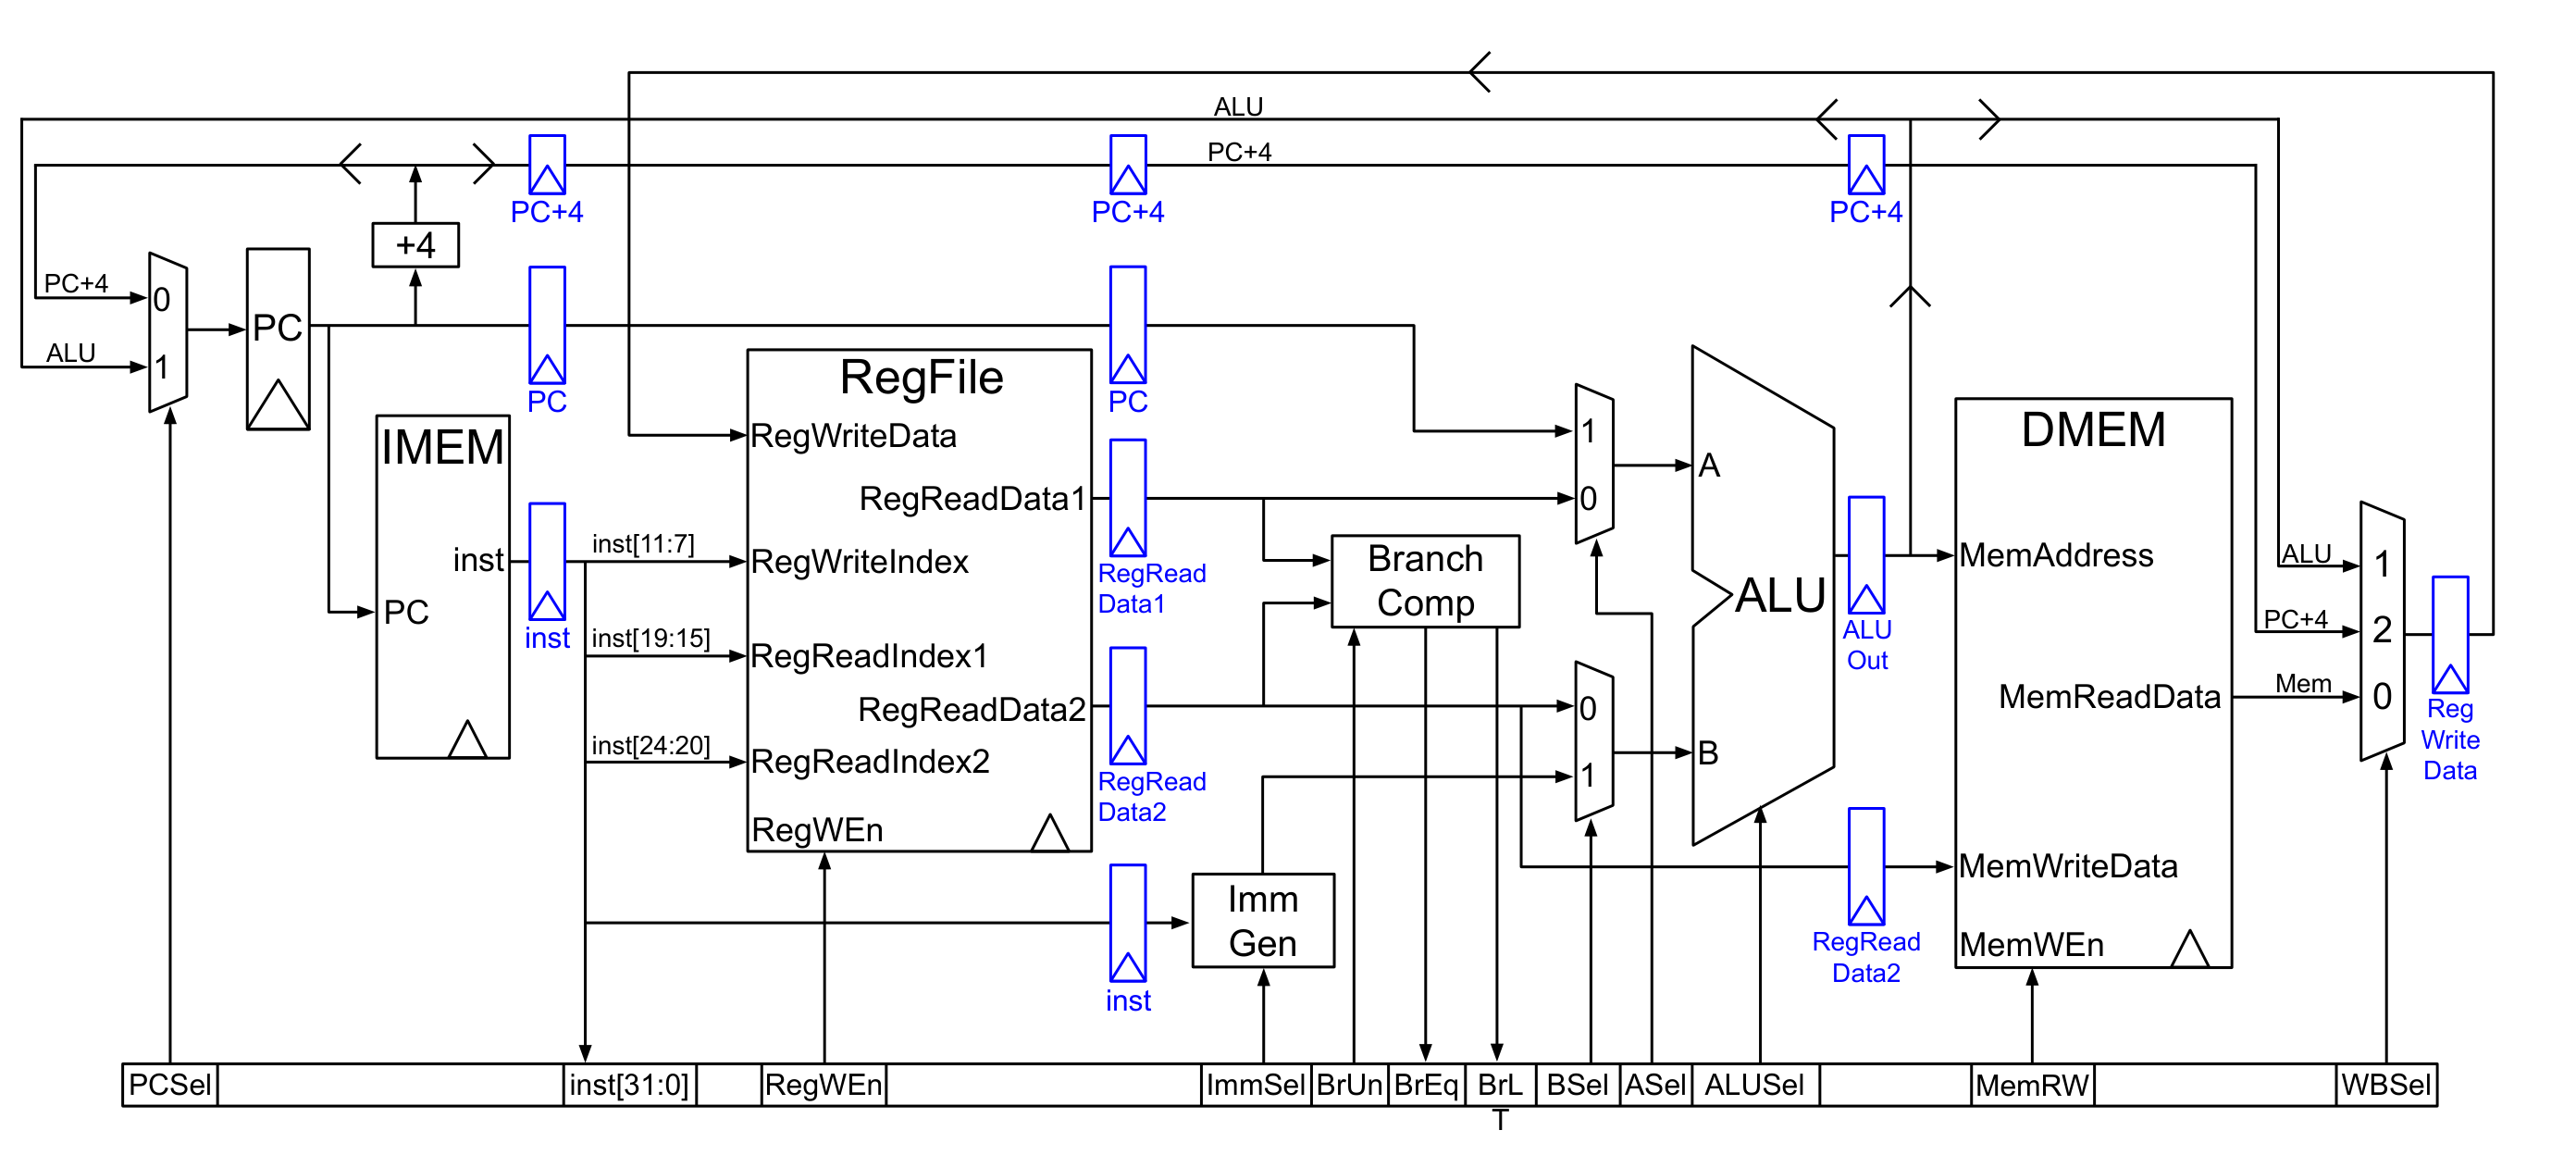 ALU
PC+4
PC+4
PC+4
PC+4
+4
PC+4
0
ALU
1
PC
PC
PC
IMEM
inst
PC
inst
inst[11:7]
inst[19:15]
inst[24:20]
RegFile
RegWriteData
RegReadData1
RegWriteIndex
RegReadIndex1
RegReadData2
RegReadIndex2
RegWEn
RegRead
Data1
RegRead
Data2
inst
Imm
Gen
Branch
Comp
1
0
0
1
A
ALU
B
ALU
Out
RegRead
Data2
DMEM
MemAddress
MemReadData
MemWriteData
MemWEn
ALU
PC+4
Mem
1
2
0
Reg
Write
Data
PCSel
inst[31:0]
RegWEn
ImmSel
BrUn
BrEq
BrL
T
BSel
ASel
ALUSel
MemRW
WBSel